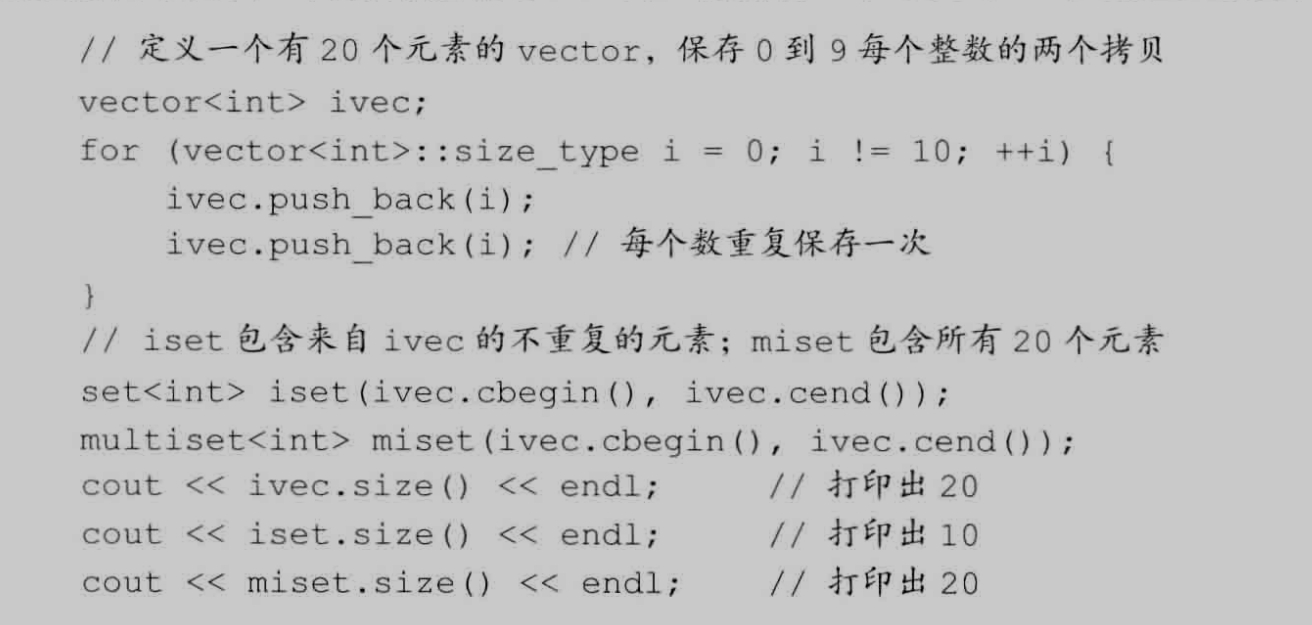 // 定义一个有 20 个元素的 vector, 保存 0 到 9 每个整数的两个拷贝
vector<int> ivec;
for (vector<int>::size_type i = 0; i != 10; ++i) {
    ivec.push_back(i);
    ivec.push_back(i); // 每个数重复保存一次
}
// iset 包含来自 ivec 的不重复的元素; miset 包含所有 20 个元素
set<int> iset(ivec.cbegin(), ivec.cend());
multiset<int> miset(ivec.cbegin(), ivec.cend());
cout << ivec.size() << endl;      // 打印出 20
cout << iset.size() << endl;      // 打印出 10
cout << miset.size() << endl;     // 打印出 20